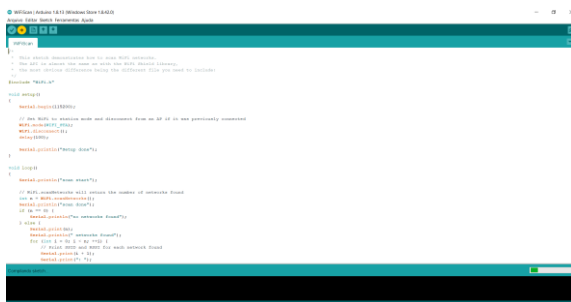 WiFiScan | Arduino 1.8.13 (Windows Store 1.8.42.0)
Arquivo Editar Sketch Ferramentas Ajuda
WiFiScan
/*
 *  This sketch demonstrates how to scan WiFi networks.
 *  The API is almost the same as with the WiFi Shield library,
 *  the most obvious difference being the different file you need to include:
 */
#include "WiFi.h"
void setup()
{
    Serial.begin(115200);
    // Set WiFi to station mode and disconnect from an AP if it was previously connected
    WiFi.mode(WIFI_STA);
    WiFi.disconnect();
    delay(100);
    Serial.println("Setup done");
}
void loop()
{
    Serial.println("scan start");
    // WiFi.scanNetworks will return the number of networks found
    int n = WiFi.scanNetworks();
    Serial.println("scan done");
    if (n == 0) {
        Serial.println("no networks found");
    } else {
        Serial.print(n);
        Serial.println(" networks found");
        for (int i = 0; i < n; ++i) {
            // Print SSID and RSSI for each network found
            Serial.print(i + 1);
            Serial.print(": ");